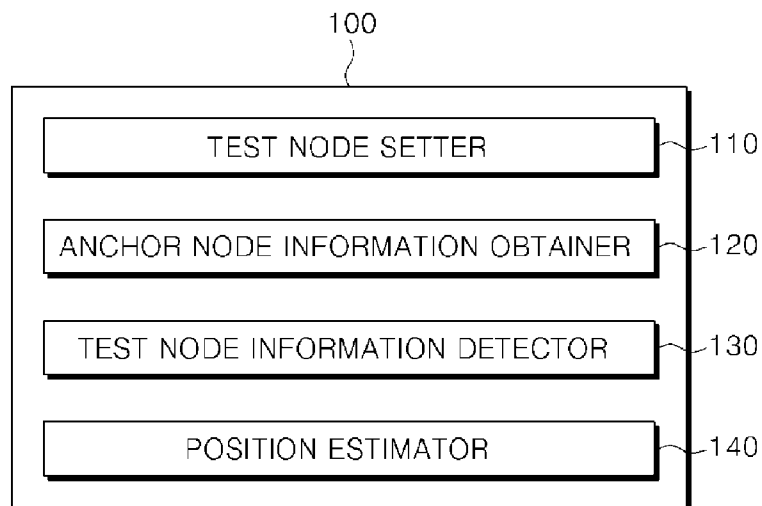 100
TEST NODE SETTER 110
ANCHOR NODE INFORMATION OBTAINER 120
TEST NODE INFORMATION DETECTOR 130
POSITION ESTIMATOR 140